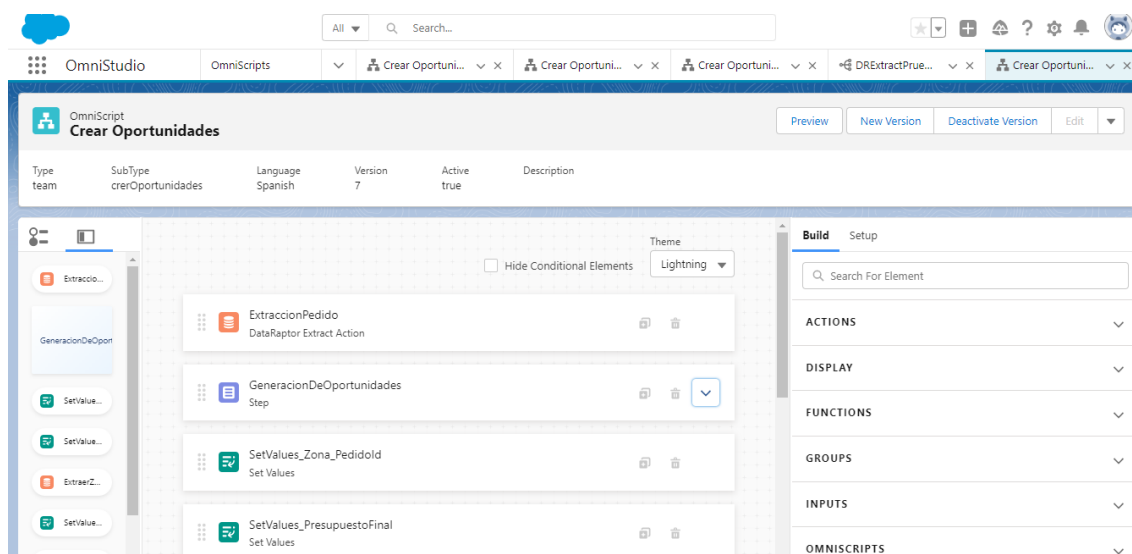 All
Search...
OmniStudio
OmniScripts
Crear Oportuni...
Crear Oportuni...
Crear Oportuni...
DRExtractPrue...
Crear Oportuni...
OmniScript
Crear Oportunidades
Preview
New Version
Deactivate Version
Edit
Type SubType Language Version Active Description
team crerOportunidades Spanish 7 true
Theme
Hide Conditional Elements
Lightning
Build Setup
Search For Element
Extraccio...
GeneracionDeOport
SetValue...
SetValue...
ExtraerZ...
SetValue...
ExtraccionPedido
DataRaptor Extract Action
GeneracionDeOportunidades
Step
SetValues_Zona_PedidoId
Set Values
SetValues_PresupuestoFinal
Set Values
ACTIONS
DISPLAY
FUNCTIONS
GROUPS
INPUTS
OMNISCRIPTS